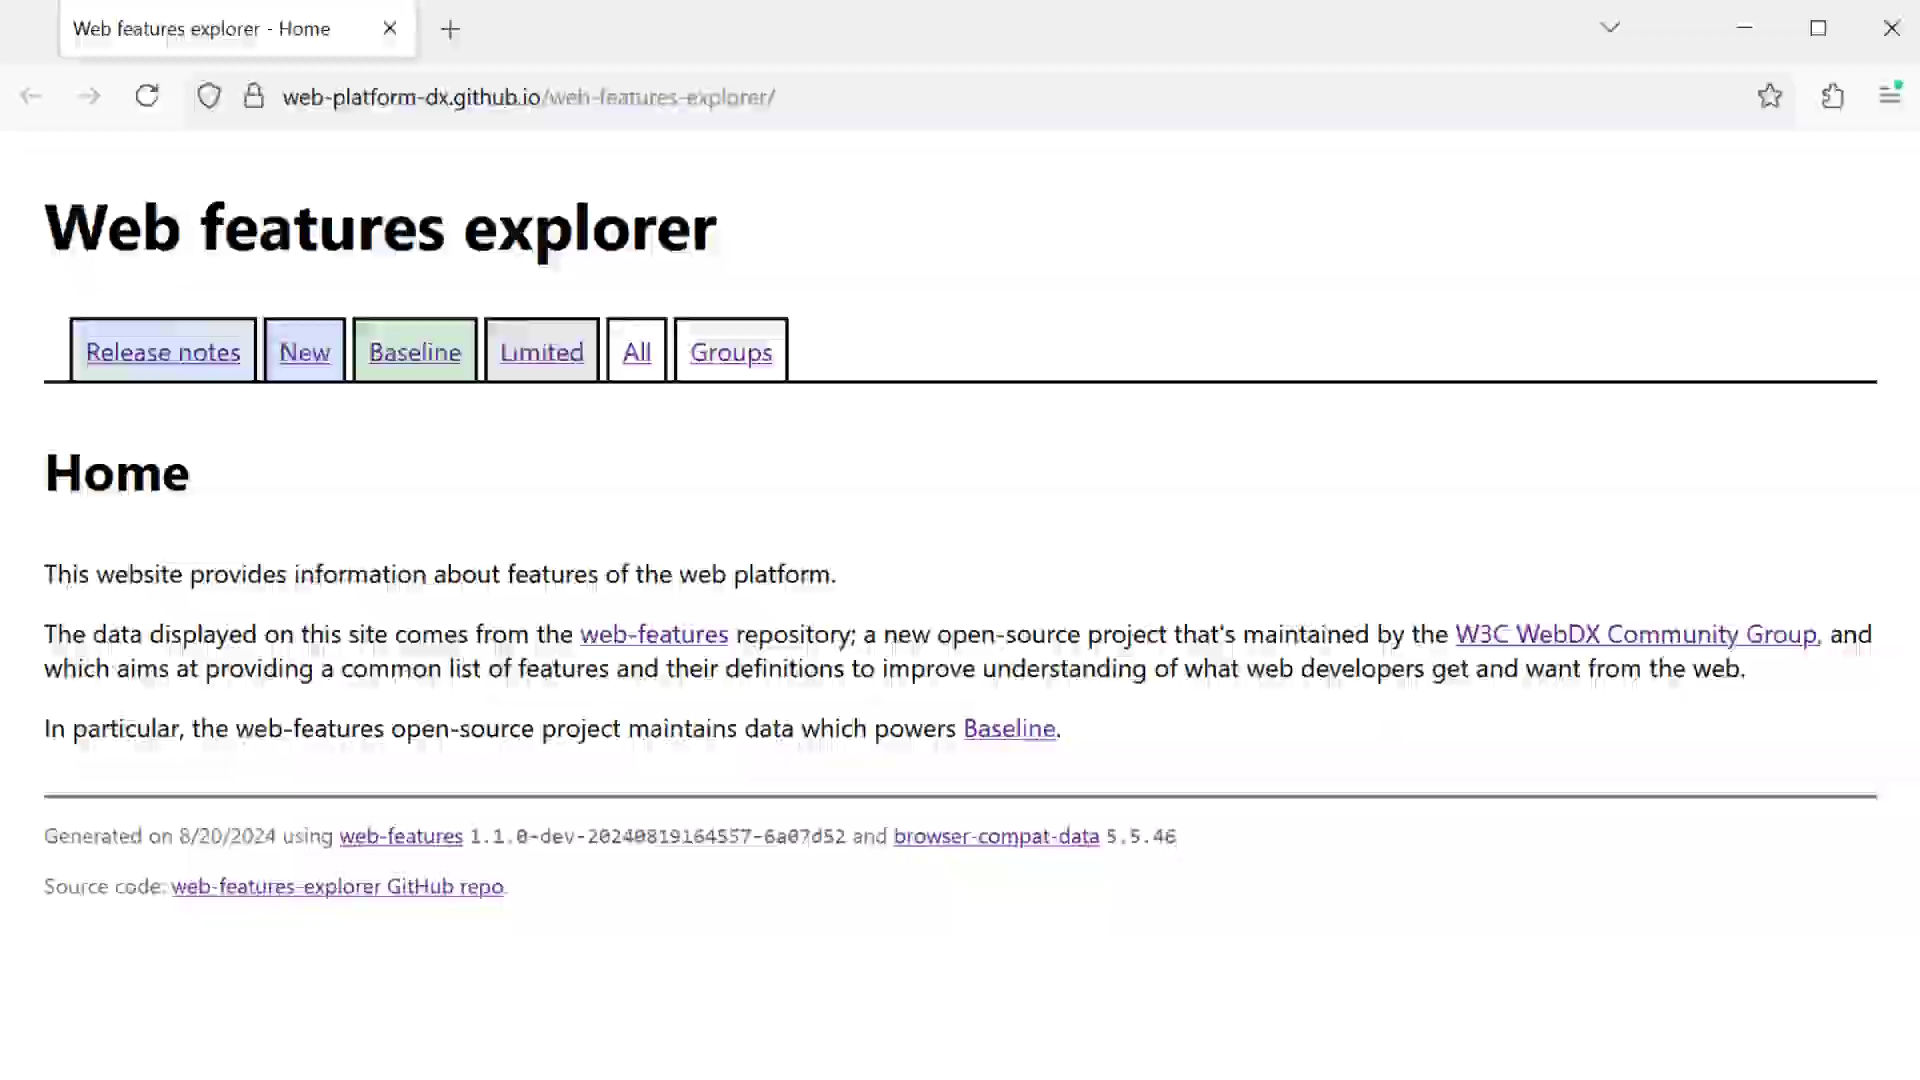 Web features explorer - Home
web-platform-dx.github.io/web-features-explorer/
Web features explorer
Release notes New Baseline Limited All Groups
Home
This website provides information about features of the web platform.
The data displayed on this site comes from the web-features repository; a new open-source project that's maintained by the W3C WebDX Community Group, and
which aims at providing a common list of features and their definitions to improve understanding of what web developers get and want from the web.
In particular, the web-features open-source project maintains data which powers Baseline.
Generated on 8/20/2024 using web-features 1.1.0-dev-20240819164557-6a07d52 and browser-compat-data 5.5.46
Source code: web-features-explorer GitHub repo.